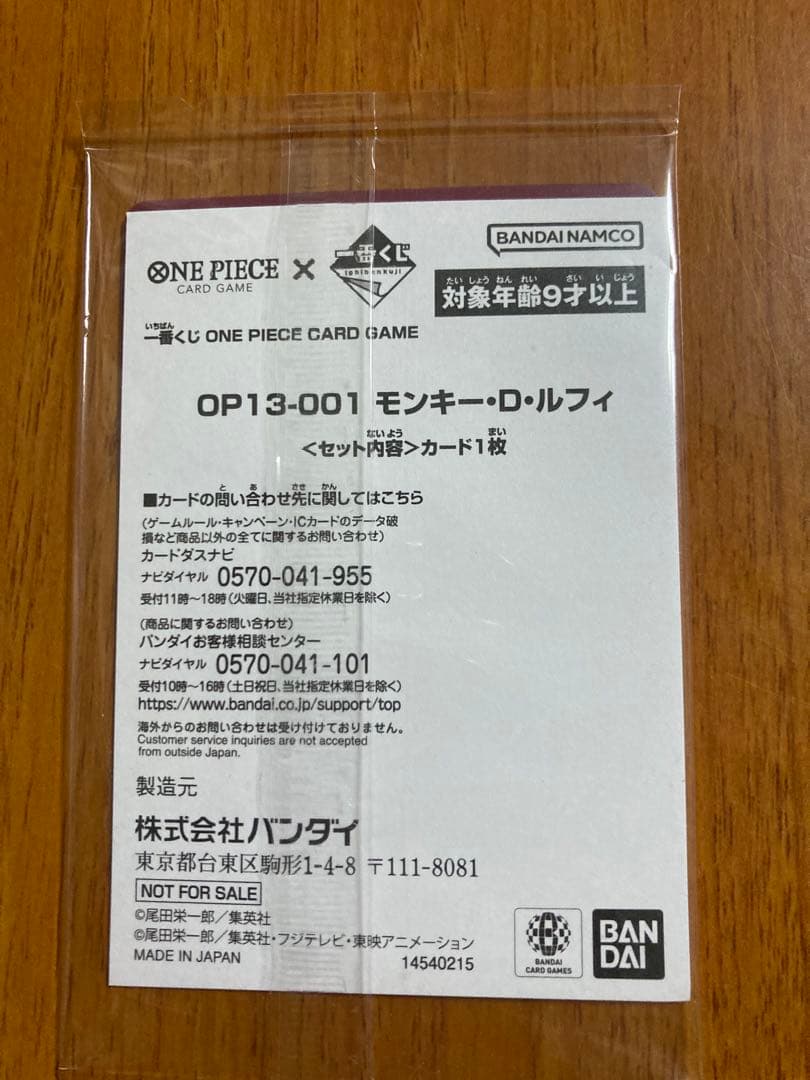 ONE PIECE
CARD GAME
×
一番くじ
ichibankuji
BANDAI NAMCO
たいしょうねんれい さいいじょう
対象年齢9才以上
いちばん
一番くじ ONE PIECE CARD GAME
OP13-001 モンキー・D・ルフィ
ないよう まい
<セット内容>カード1枚
と あ さき かん
■カードの問い合わせ先に関してはこちら
(ゲームルール・キャンペーン・ICカードのデータ破
損など商品以外の全てに関するお問い合わせ)
カードダスナビ
ナビダイヤル 0570-041-955
受付11時〜18時(火曜日、当社指定休業日を除く)
(商品に関するお問い合わせ)
バンダイお客様相談センター
ナビダイヤル 0570-041-101
受付10時〜16時(土日祝日、当社指定休業日を除く)
https://www.bandai.co.jp/support/top
海外からのお問い合わせは受け付けておりません。
Customer service inquiries are not accepted
from outside Japan.
製造元
株式会社バンダイ
東京都台東区駒形1-4-8 〒111-8081
NOT FOR SALE
©尾田栄一郎/集英社
©尾田栄一郎/集英社・フジテレビ・東映アニメーション
MADE IN JAPAN 14540215
BANDAI
CARD GAMES
BAN
DAI